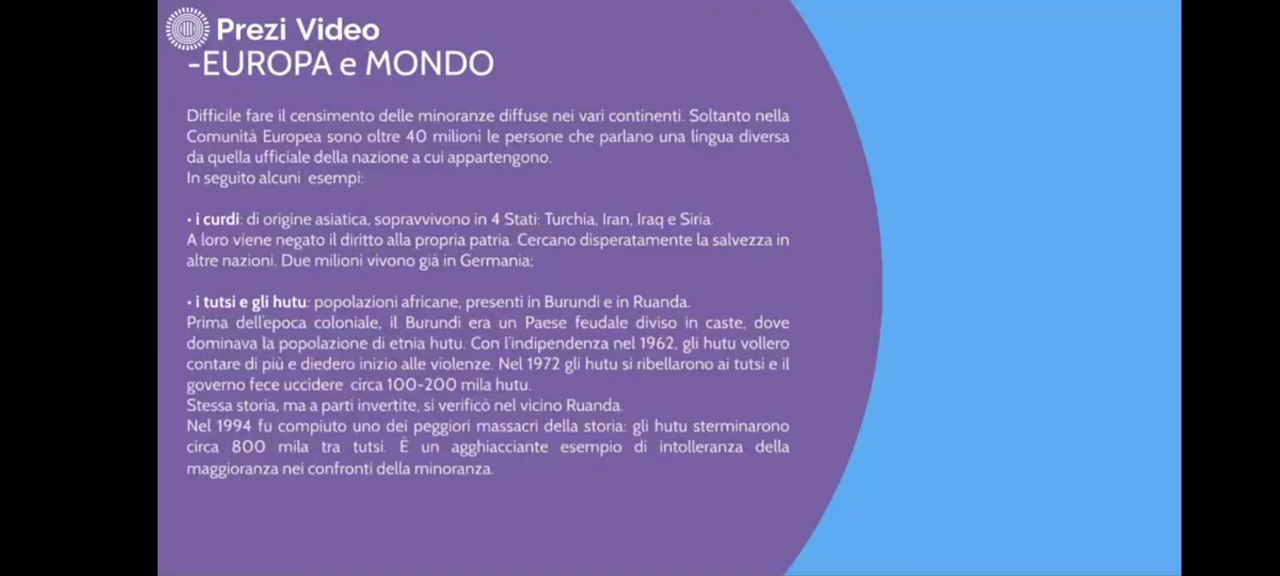 Prezi Video
-EUROPA e MONDO
Difficile fare il censimento delle minoranze diffuse nei vari continenti. Soltanto nella
Comunità Europea sono oltre 40 milioni le persone che parlano una lingua diversa
da quella ufficiale della nazione a cui appartengono.
In seguito alcuni esempi:
• i curdi: di origine asiatica, sopravvivono in 4 Stati: Turchia, Iran, Iraq e Siria.
A loro viene negato il diritto alla propria patria. Cercano disperatamente la salvezza in
altre nazioni. Due milioni vivono giá in Germania;
• i tutsi e gli hutu: popolazioni africane, presenti in Burundi e in Ruanda.
Prima dell'epoca coloniale, il Burundi era un Paese feudale diviso in caste, dove
dominava la popolazione di etnia hutu. Con l'indipendenza nel 1962, gli hutu vollero
contare di più e diedero inizio alle violenze. Nel 1972 gli hutu si ribellarono ai tutsi e il
governo fece uccidere circa 100-200 mila hutu.
Stessa storia, ma a parti invertite, si verificò nel vicino Ruanda.
Nel 1994 fu compiuto uno dei peggiori massacri della storia: gli hutu sterminarono
circa 800 mila tra tutsi. È un agghiacciante esempio di intolleranza della
maggioranza nei confronti della minoranza.